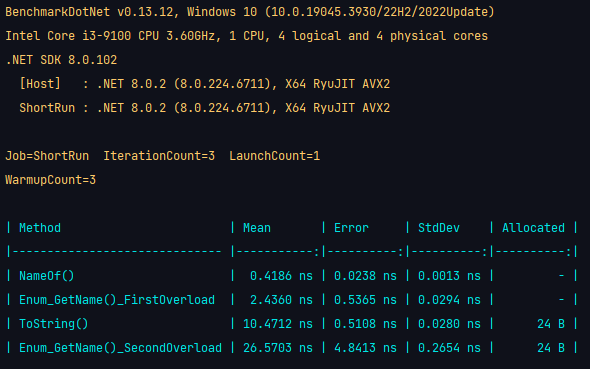 BenchmarkDotNet v0.13.12, Windows 10 (10.0.19045.3930/22H2/2022Update)
Intel Core i3-9100 CPU 3.60GHz, 1 CPU, 4 logical and 4 physical cores
.NET SDK 8.0.102
  [Host]   : .NET 8.0.2 (8.0.224.6711), X64 RyuJIT AVX2
  ShortRun : .NET 8.0.2 (8.0.224.6711), X64 RyuJIT AVX2
Job=ShortRun  IterationCount=3  LaunchCount=1
WarmupCount=3
| Method                       | Mean       | Error     | StdDev    | Allocated |
|----------------------------- |-----------:|----------:|----------:|----------:|
| NameOf()                     |  0.4186 ns | 0.0238 ns | 0.0013 ns |         - |
| Enum_GetName()_FirstOverload |  2.4360 ns | 0.5365 ns | 0.0294 ns |         - |
| ToString()                   | 10.4712 ns | 0.5108 ns | 0.0280 ns |      24 B |
| Enum_GetName()_SecondOverload | 26.5703 ns | 4.8413 ns | 0.2654 ns |      24 B |